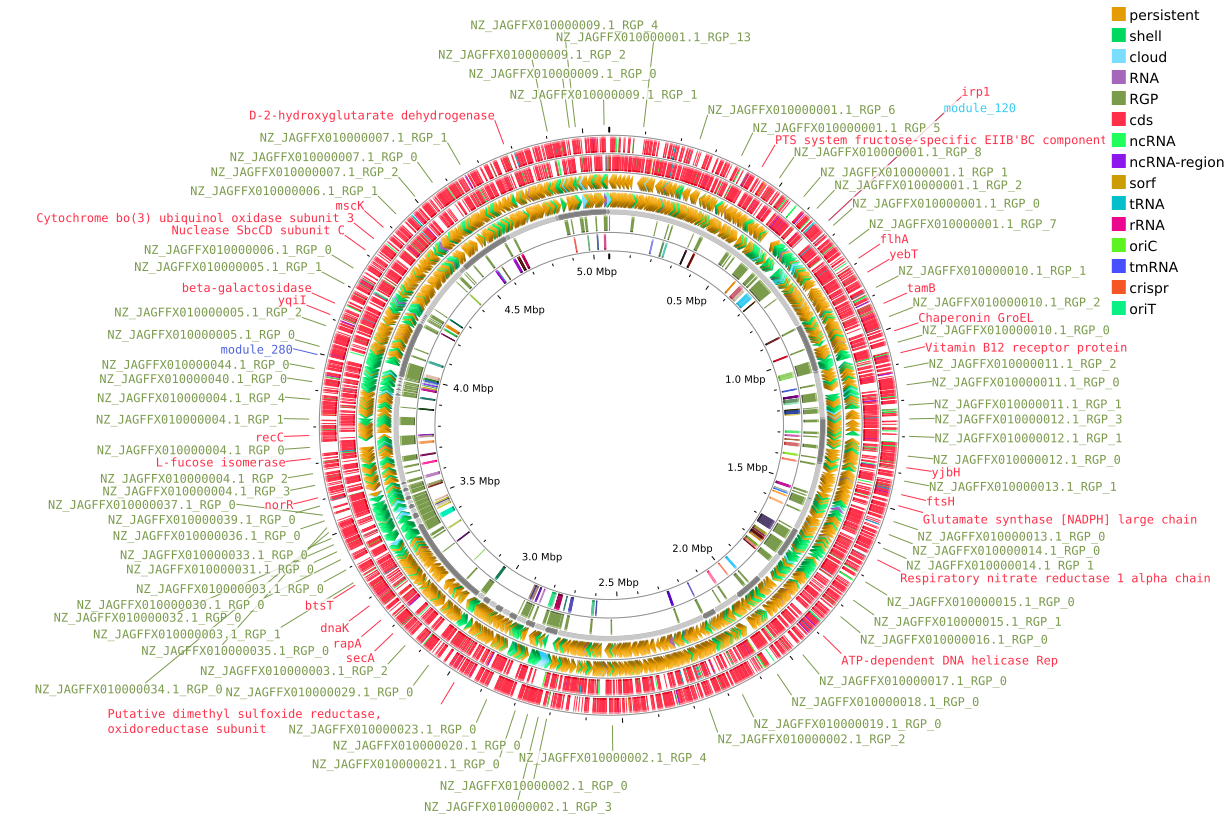 NZ_JAGFFX010000009.1_RGP_4
NZ_JAGFFX010000001.1_RGP_13
NZ_JAGFFX010000009.1_RGP_2
NZ_JAGFFX010000009.1_RGP_0
NZ_JAGFFX010000009.1_RGP_1
persistent
shell
cloud
RNA
RGP
cds
ncRNA
ncRNA-region
sorf
tRNA
rRNA
oriC
tmRNA
crispr
oriT
irp1
module_120
NZ_JAGFFX010000001.1_RGP_6
NZ_JAGFFX010000001.1_RGP_5
PTS system fructose-specific EIIB'BC component
NZ_JAGFFX010000001.1_RGP_8
NZ_JAGFFX010000001.1_RGP_1
NZ_JAGFFX010000001.1_RGP_2
NZ_JAGFFX010000001.1_RGP_0
NZ_JAGFFX010000001.1_RGP_7
flhA
yebT
NZ_JAGFFX010000010.1_RGP_1
tamB
NZ_JAGFFX010000010.1_RGP_2
Chaperonin GroEL
NZ_JAGFFX010000010.1_RGP_0
Vitamin B12 receptor protein
NZ_JAGFFX010000011.1_RGP_2
NZ_JAGFFX010000011.1_RGP_0
NZ_JAGFFX010000011.1_RGP_1
NZ_JAGFFX010000012.1_RGP_3
NZ_JAGFFX010000012.1_RGP_1
NZ_JAGFFX010000012.1_RGP_0
yjbH
NZ_JAGFFX010000013.1_RGP_1
ftsH
Glutamate synthase [NADPH] large chain
NZ_JAGFFX010000013.1_RGP_0
NZ_JAGFFX010000014.1_RGP_0
NZ_JAGFFX010000014.1_RGP_1
Respiratory nitrate reductase 1 alpha chain
NZ_JAGFFX010000015.1_RGP_0
NZ_JAGFFX010000015.1_RGP_1
NZ_JAGFFX010000016.1_RGP_0
ATP-dependent DNA helicase Rep
NZ_JAGFFX010000017.1_RGP_0
NZ_JAGFFX010000018.1_RGP_0
NZ_JAGFFX010000019.1_RGP_0
NZ_JAGFFX010000002.1_RGP_2
NZ_JAGFFX010000002.1_RGP_4
NZ_JAGFFX010000002.1_RGP_0
NZ_JAGFFX010000002.1_RGP_3
D-2-hydroxyglutarate dehydrogenase
NZ_JAGFFX010000007.1_RGP_1
NZ_JAGFFX010000007.1_RGP_0
NZ_JAGFFX010000007.1_RGP_2
NZ_JAGFFX010000006.1_RGP_1
mscK
Cytochrome bo(3) ubiquinol oxidase subunit 3
Nuclease SbcCD subunit C
NZ_JAGFFX010000006.1_RGP_0
NZ_JAGFFX010000005.1_RGP_1
beta-galactosidase
yqiI
NZ_JAGFFX010000005.1_RGP_2
NZ_JAGFFX010000005.1_RGP_0
module_280
NZ_JAGFFX010000044.1_RGP_0
NZ_JAGFFX010000040.1_RGP_0
NZ_JAGFFX010000004.1_RGP_4
NZ_JAGFFX010000004.1_RGP_1
recC
NZ_JAGFFX010000004.1_RGP_0
L-fucose isomerase
NZ_JAGFFX010000004.1_RGP_2
NZ_JAGFFX010000004.1_RGP_3
NZ_JAGFFX010000037.1_RGP_0
norR
NZ_JAGFFX010000039.1_RGP_0
NZ_JAGFFX010000036.1_RGP_0
NZ_JAGFFX010000033.1_RGP_0
NZ_JAGFFX010000031.1_RGP_0
NZ_JAGFFX010000003.1_RGP_0
NZ_JAGFFX010000030.1_RGP_0
btsT
NZ_JAGFFX010000032.1_RGP_0
dnaK
NZ_JAGFFX010000003.1_RGP_1
rapA
NZ_JAGFFX010000035.1_RGP_0
secA
NZ_JAGFFX010000003.1_RGP_2
NZ_JAGFFX010000034.1_RGP_0
NZ_JAGFFX010000029.1_RGP_0
Putative dimethyl sulfoxide reductase,
oxidoreductase subunit
NZ_JAGFFX010000023.1_RGP_0
NZ_JAGFFX010000020.1_RGP_0
NZ_JAGFFX010000021.1_RGP_0
5.0 Mbp
0.5 Mbp
1.0 Mbp
1.5 Mbp
2.0 Mbp
2.5 Mbp
3.0 Mbp
3.5 Mbp
4.0 Mbp
4.5 Mbp